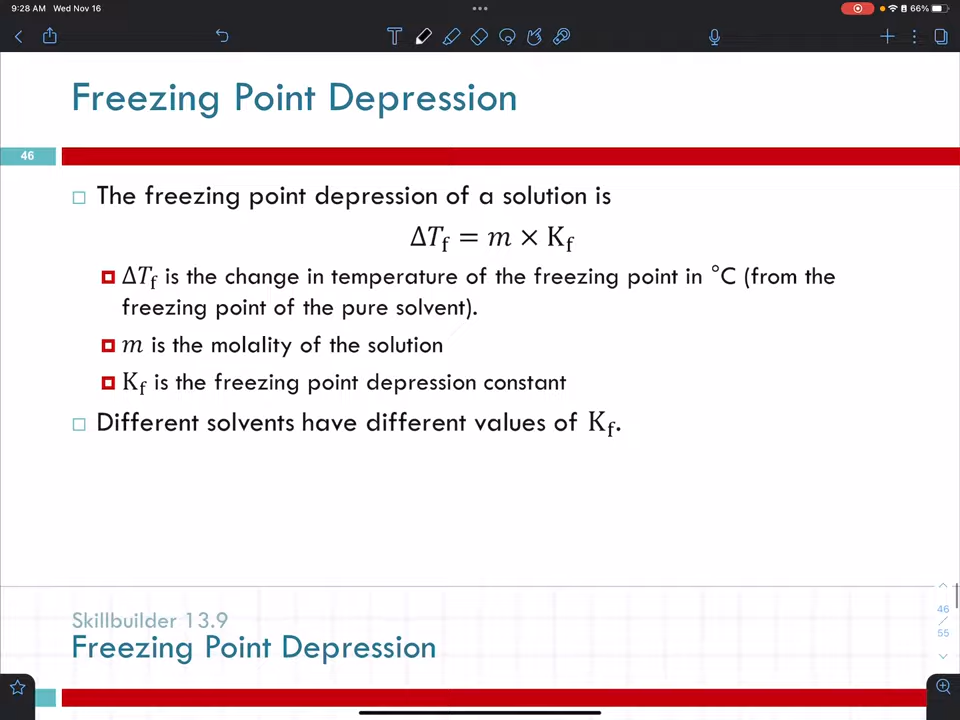 9:28 AM Wed Nov 16
66%
Freezing Point Depression
46
The freezing point depression of a solution is
ΔT_f = m × K_f
ΔT_f is the change in temperature of the freezing point in °C (from the
freezing point of the pure solvent).
m is the molality of the solution
K_f is the freezing point depression constant
Different solvents have different values of K_f.
46
/
55
Skillbuilder 13.9
Freezing Point Depression